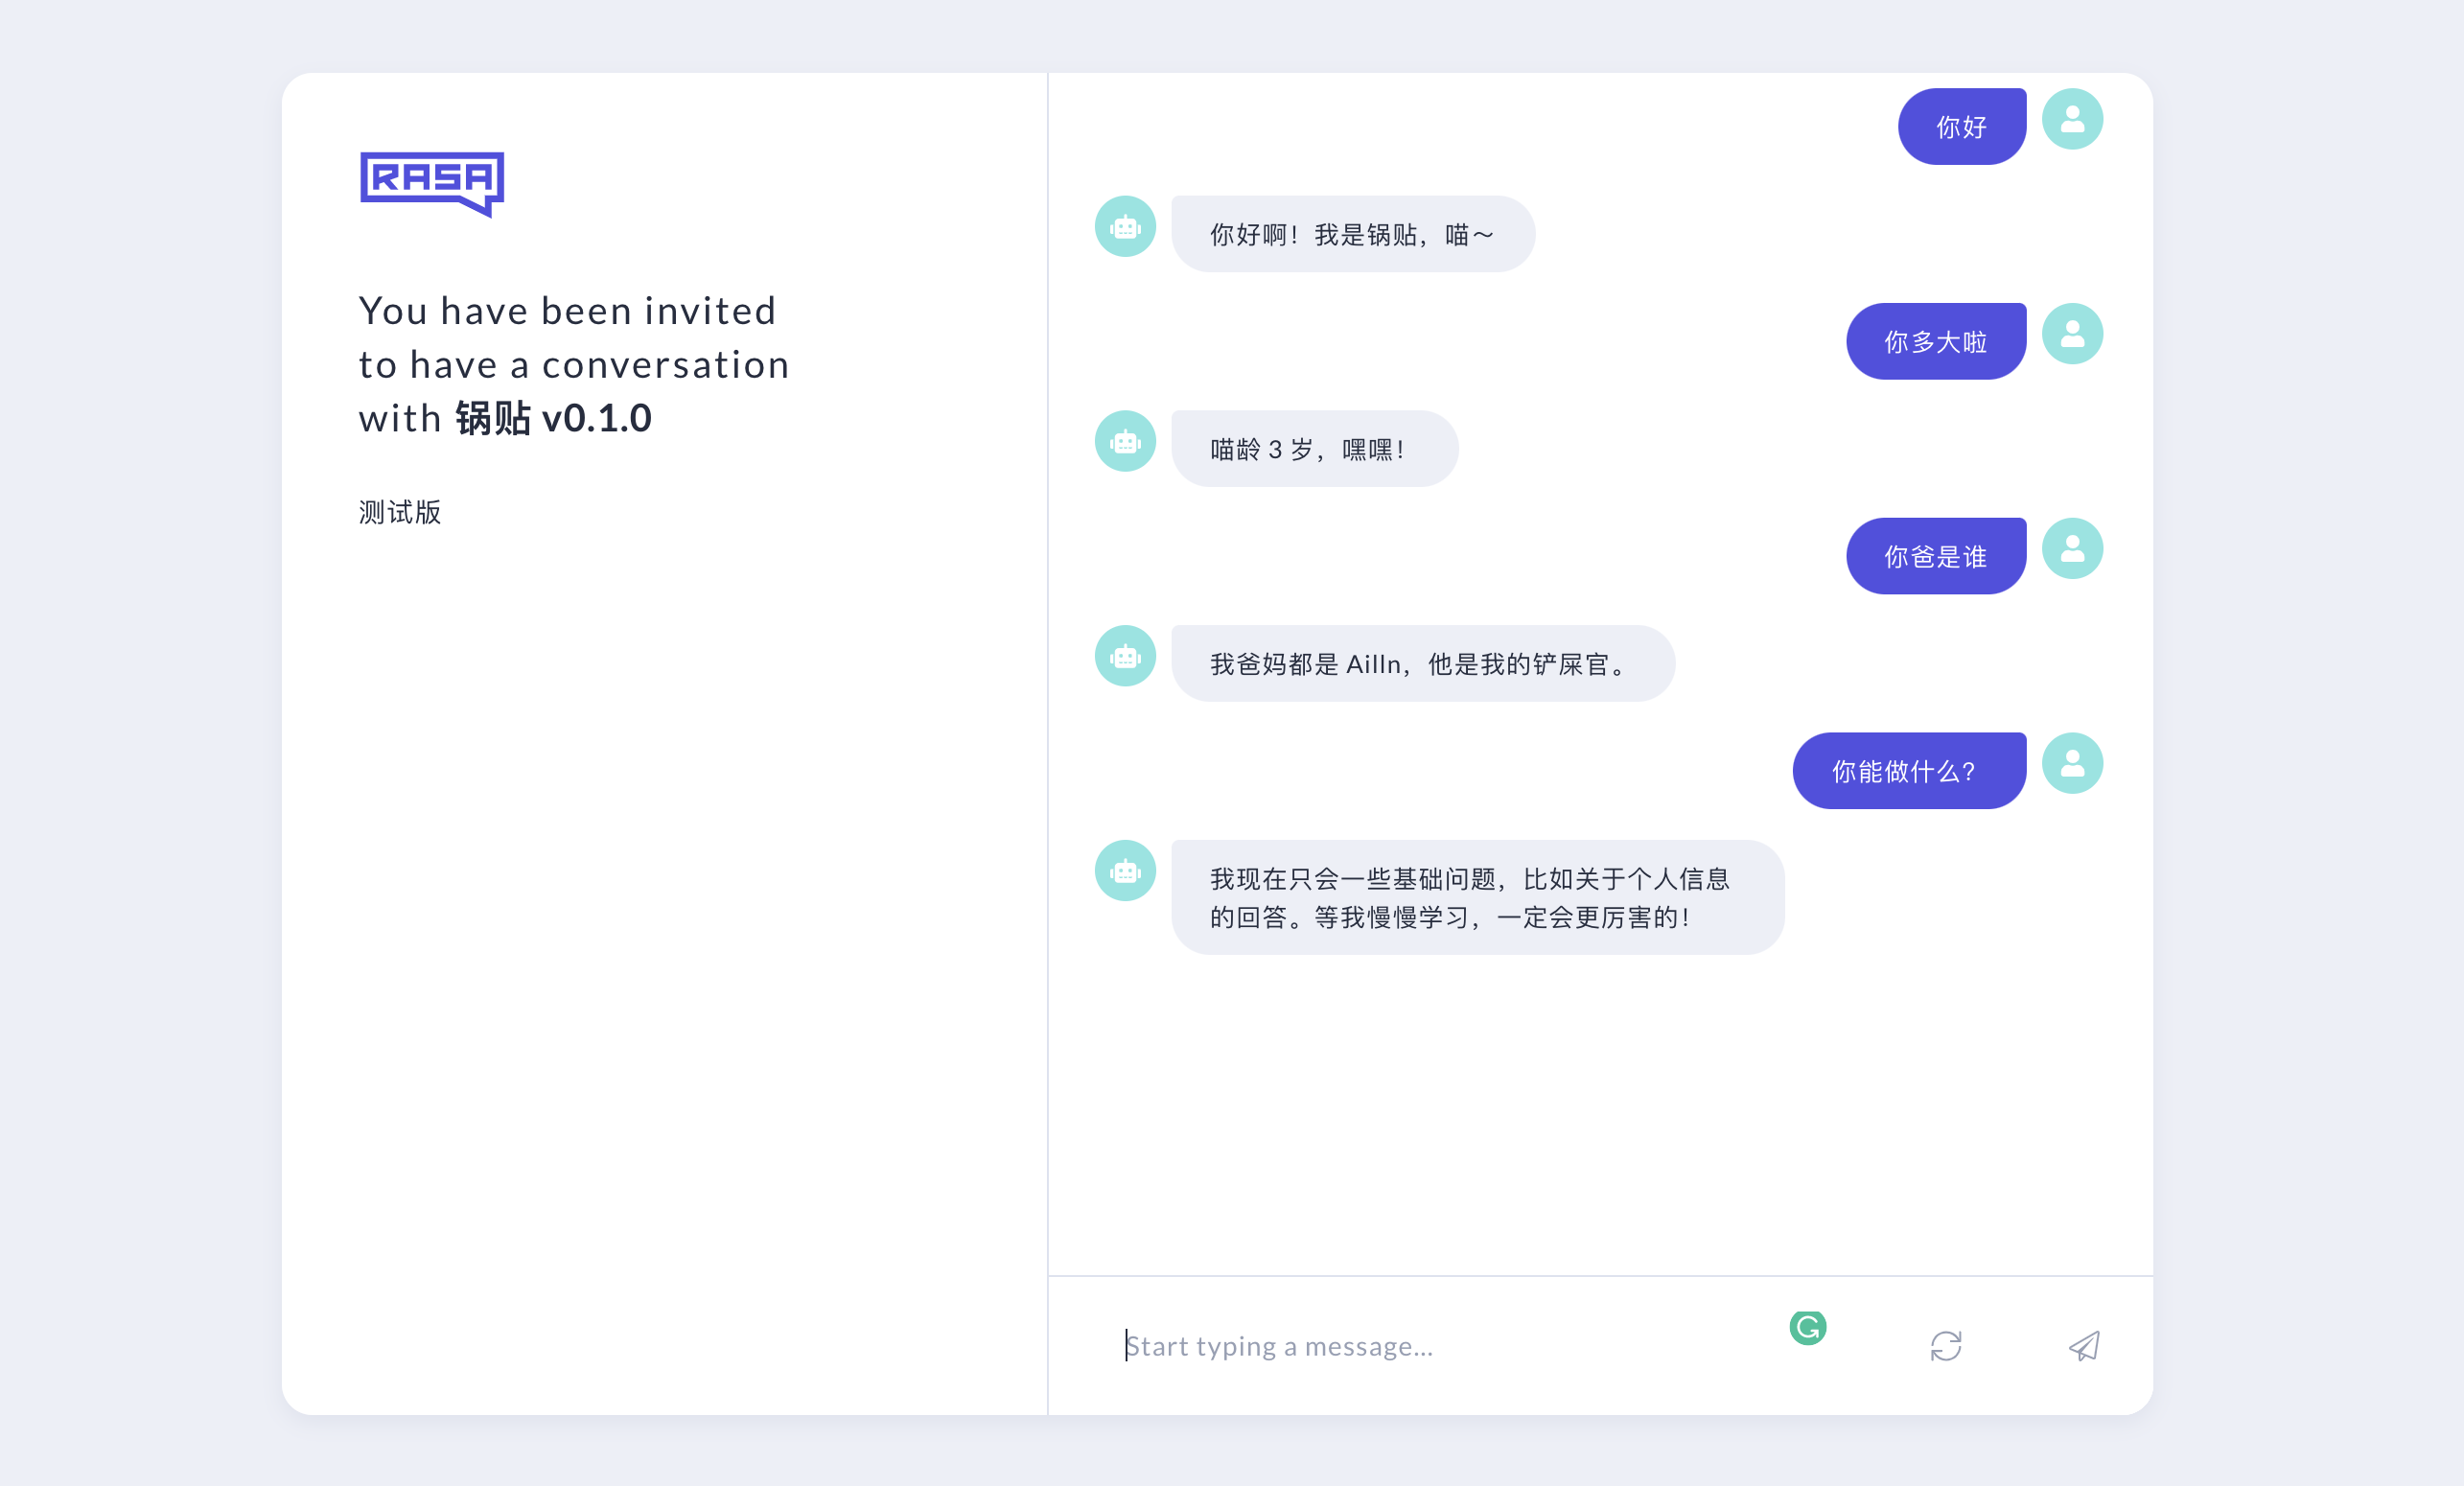 RASA
You have been invited
to have a conversation
with 锅贴 v0.1.0
测试版
你好
你好啊！我是锅贴，喵～
你多大啦
喵龄 3 岁，嘿嘿！
你爸是谁
我爸妈都是 Ailln，他是我的铲屎官。
你能做什么？
我现在只会一些基础问题，比如关于个人信息
的回答。等我慢慢学习，一定会更厉害的！
Start typing a message...